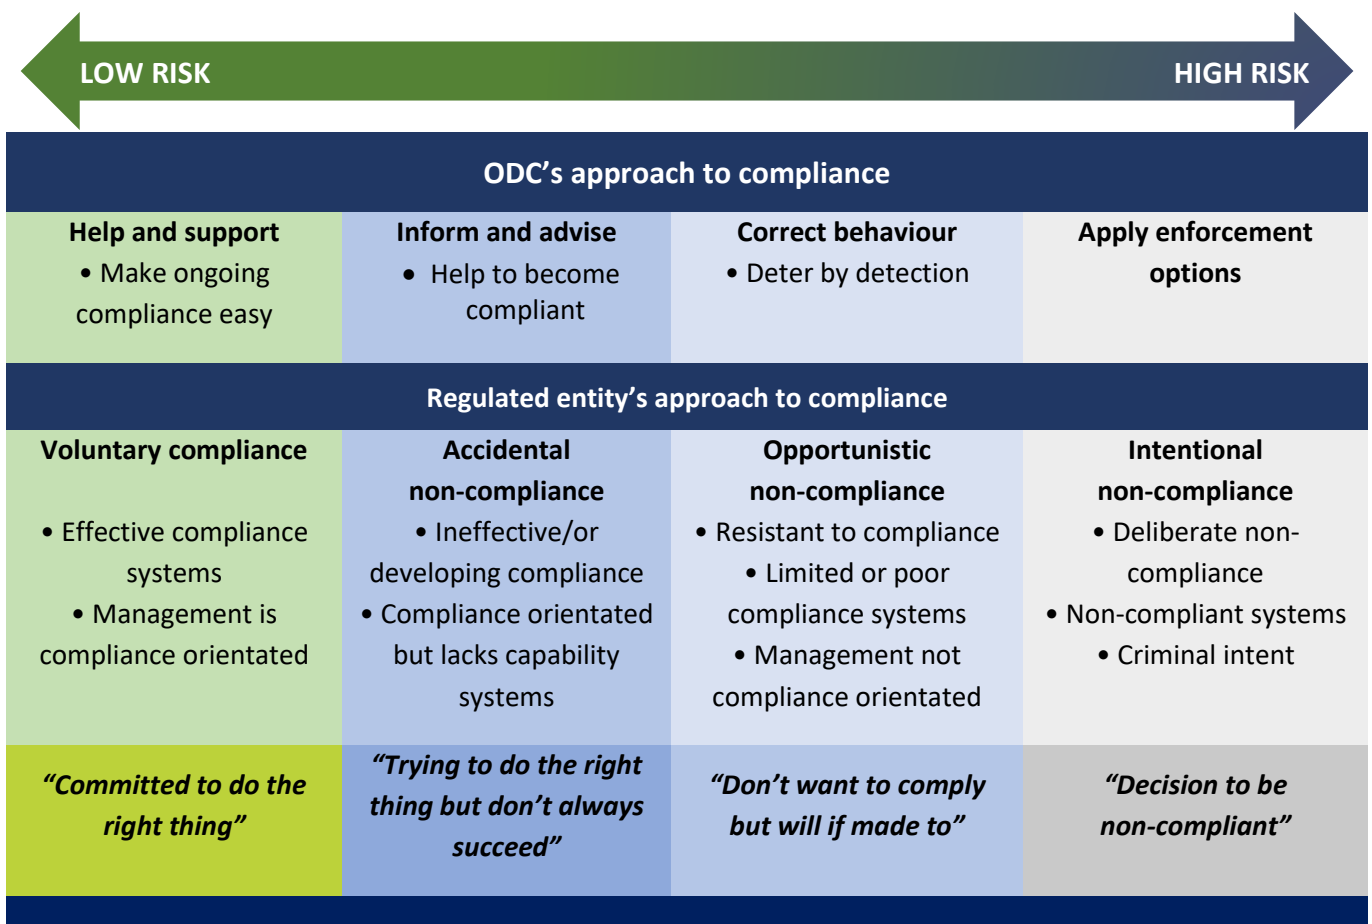 LOW RISK
HIGH RISK
ODC’s approach to compliance
Help and support
• Make ongoing
compliance easy
Inform and advise
• Help to become
compliant
Correct behaviour
• Deter by detection
Apply enforcement
options
Regulated entity’s approach to compliance
Voluntary compliance
• Effective compliance
systems
• Management is
compliance orientated
Accidental
non-compliance
• Ineffective/or
developing compliance
• Compliance orientated
but lacks capability
systems
Opportunistic
non-compliance
• Resistant to compliance
• Limited or poor
compliance systems
• Management not
compliance orientated
Intentional
non-compliance
• Deliberate non-
compliance
• Non-compliant systems
• Criminal intent
“Committed to do the
right thing”
“Trying to do the right
thing but don’t always
succeed”
“Don’t want to comply
but will if made to”
“Decision to be
non-compliant”